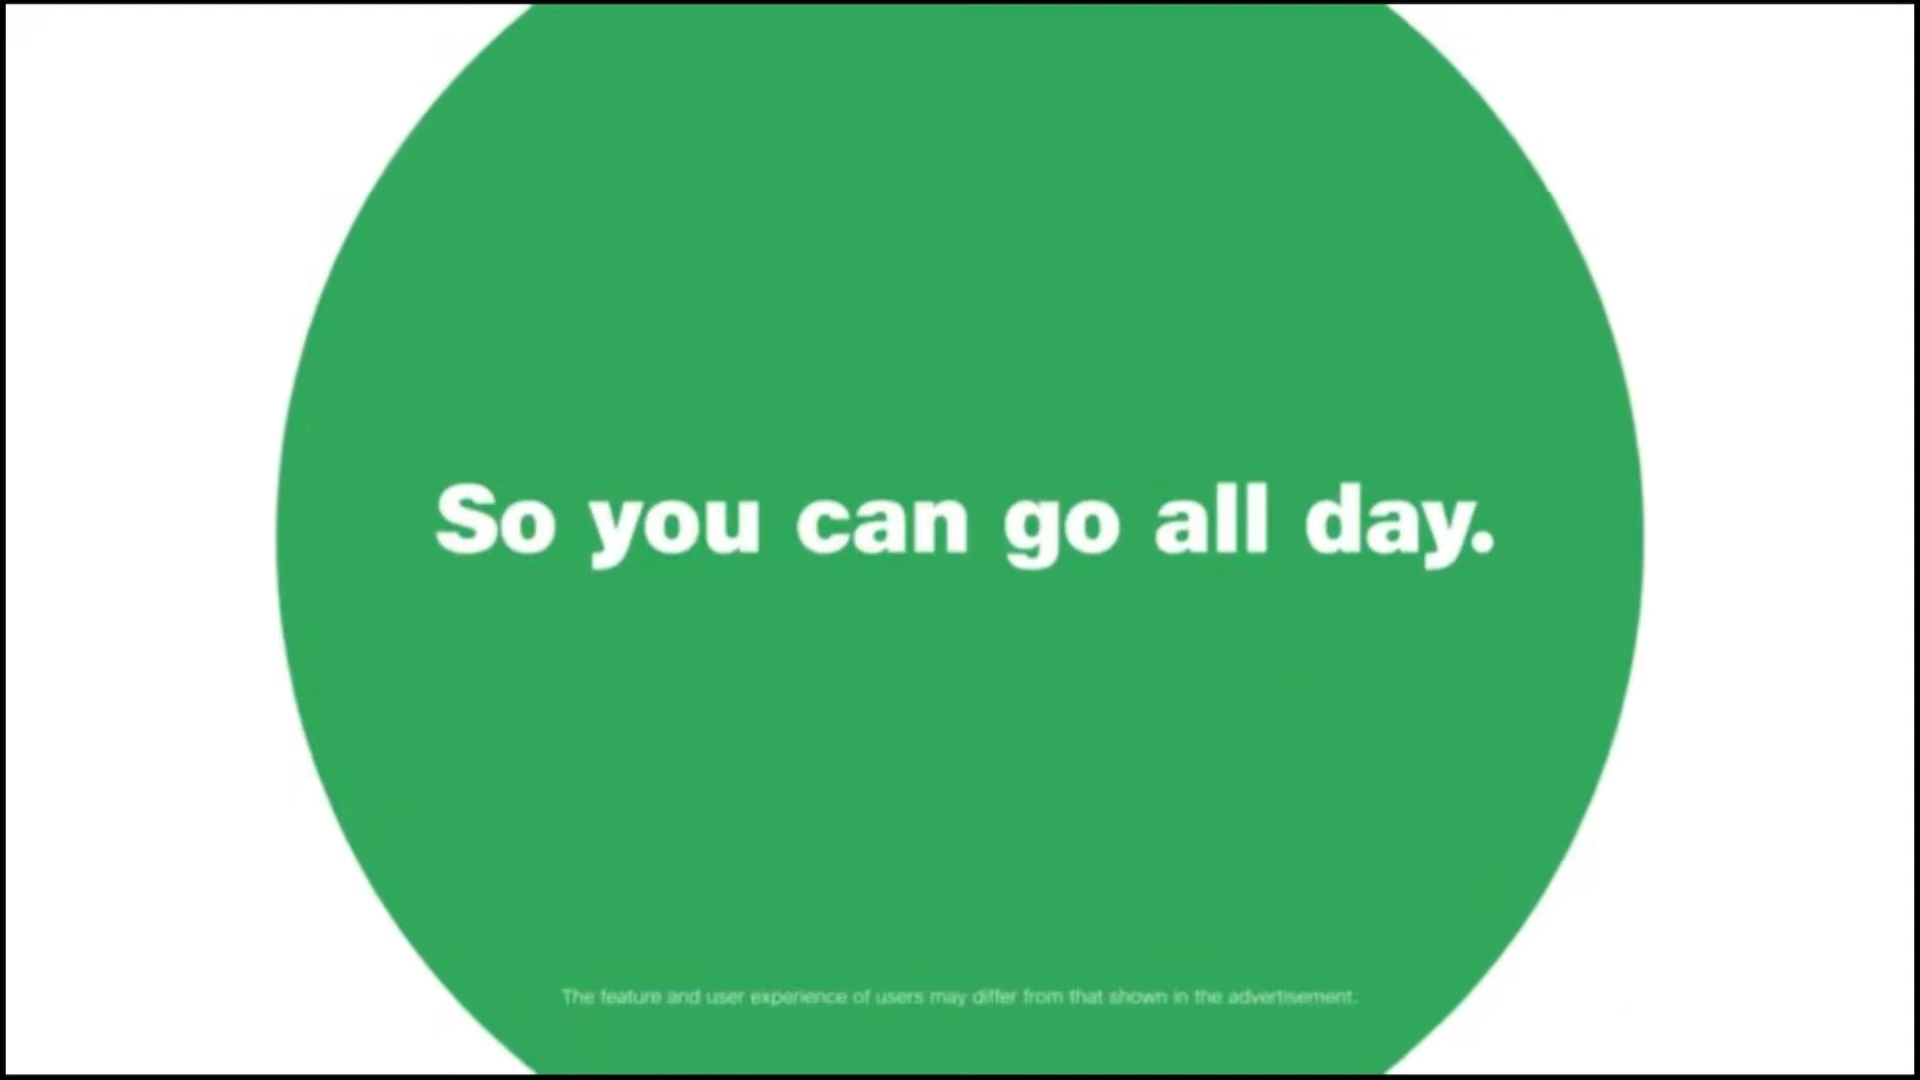 So you can go all day.
The feature and user experience of users may differ from that shown in the advertisement.